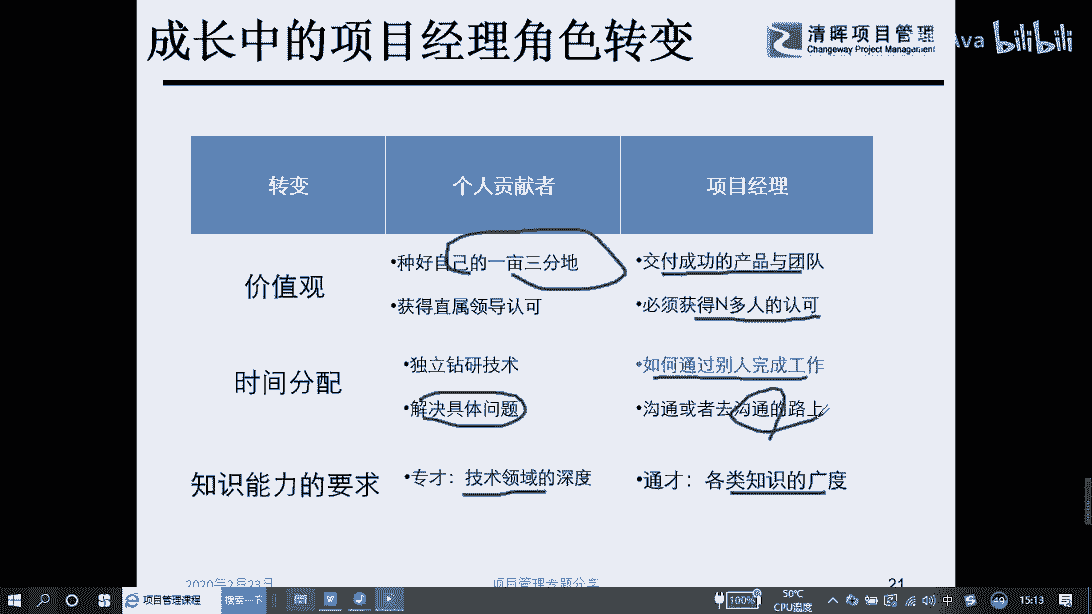 成长中的项目经理角色转变
清晖项目管理
Changeway Project Management
Ava
bilibili
转变
个人贡献者
项目经理
价值观
•种好自己的一亩三分地
•获得直属领导认可
•交付成功的产品与团队
•必须获得N多人的认可
时间分配
•独立钻研技术
•解决具体问题
•如何通过别人完成工作
•沟通或者去沟通的路上
知识能力的要求
•专才：技术领域的深度
•通才：各类知识的广度
2020年2月23日
项目管理专题分享
21
项目管理课程
搜索一下
100%
50℃
CPU温度
中
49
15:13